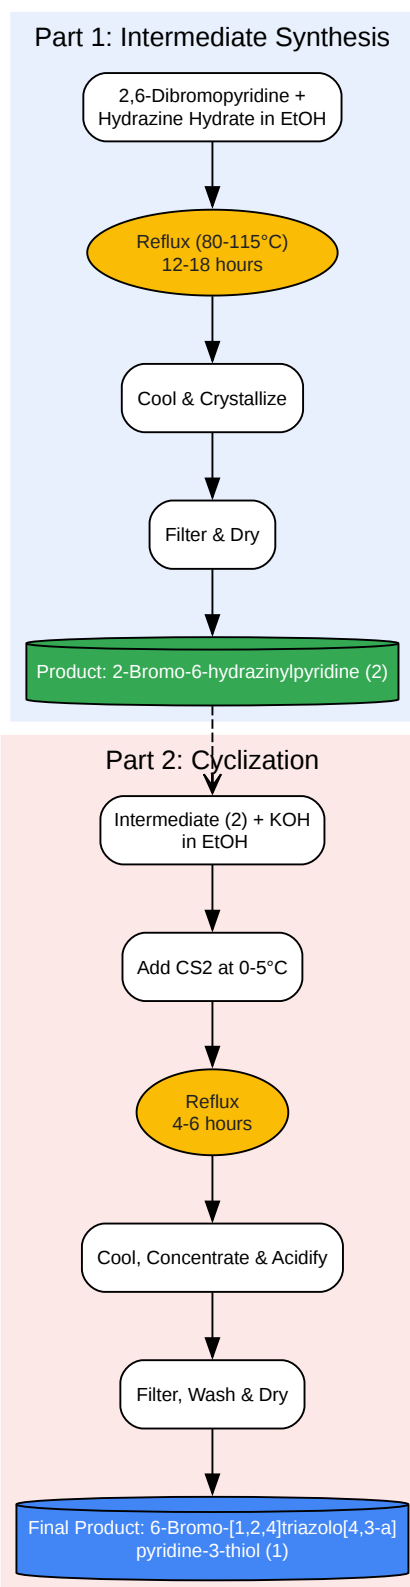 Part 1: Intermediate Synthesis
2,6-Dibromopyridine +
Hydrazine Hydrate in EtOH
Reflux (80-115°C)
12-18 hours
Cool & Crystallize
Filter & Dry
Product: 2-Bromo-6-hydrazinylpyridine (2)
Part 2: Cyclization
Intermediate (2) + KOH
in EtOH
Add CS2 at 0-5°C
Reflux
4-6 hours
Cool, Concentrate & Acidify
Filter, Wash & Dry
Final Product: 6-Bromo-[1,2,4]triazolo[4,3-a]
pyridine-3-thiol (1)